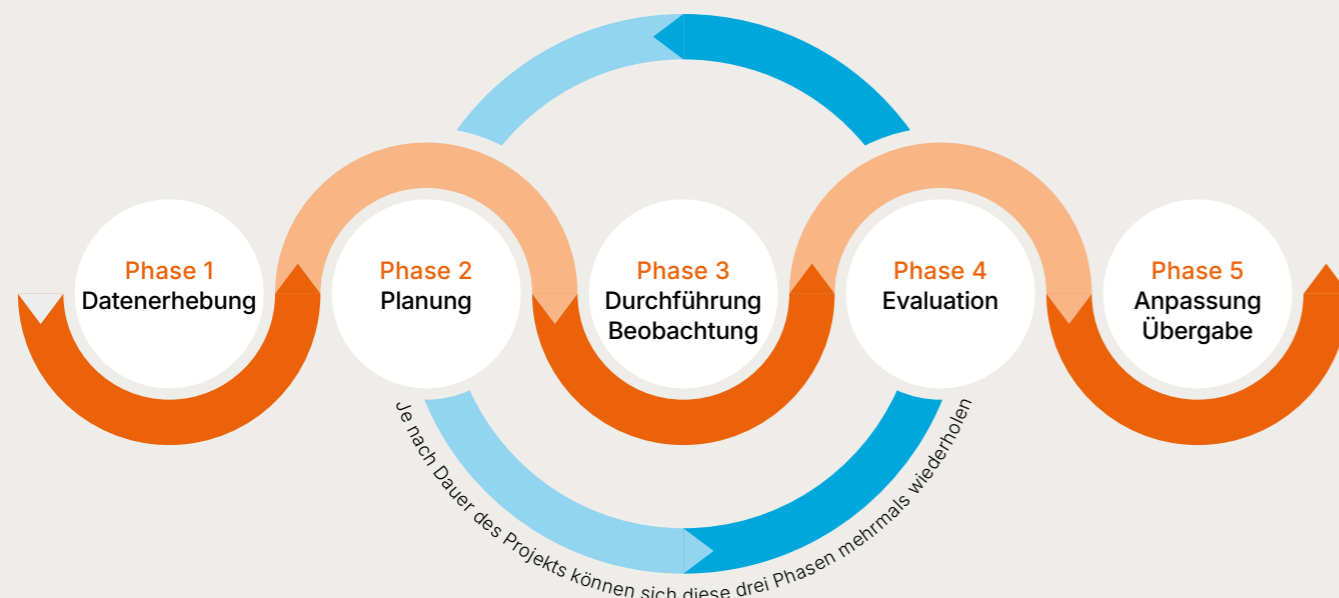 Phase 1
Datenerhebung
Phase 2
Planung
Phase 3
Durchführung
Beobachtung
Phase 4
Evaluation
Phase 5
Anpassung
Übergabe
Je nach Dauer des Projekts können sich diese drei Phasen mehrmals wiederholen